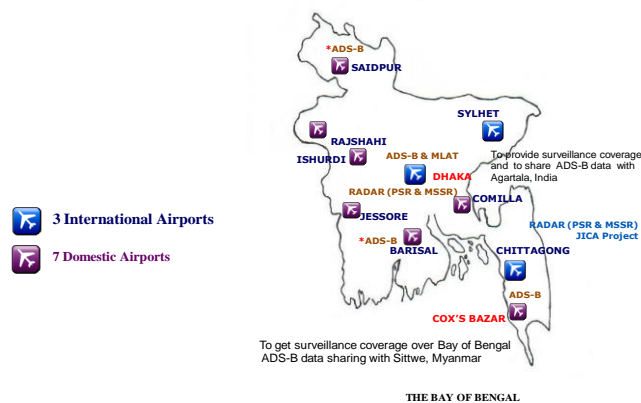 *ADS-B
SAIDPUR
SYLHET
RAJSHAHI
ISHURDI
ADS-B & MLAT
DHAKA
To provide surveillance coverage
and to share ADS-B data with
Agartala, India
RADAR (PSR & MSSR)
COMILLA
JESSORE
3 International Airports
RADAR (PSR & MSSR)
JICA Project
*ADS-B
BARISAL
CHITTAGONG
7 Domestic Airports
ADS-B
COX'S BAZAR
To get surveillance coverage over Bay of Bengal
ADS-B data sharing with Sittwe, Myanmar
THE BAY OF BENGAL